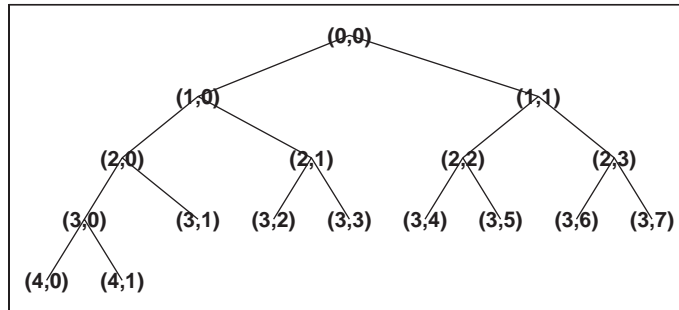 (0,0)
(1,0) (1,1)
(2,0) (2,1) (2,2) (2,3)
(3,0) (3,1) (3,2) (3,3) (3,4) (3,5) (3,6) (3,7)
(4,0) (4,1)